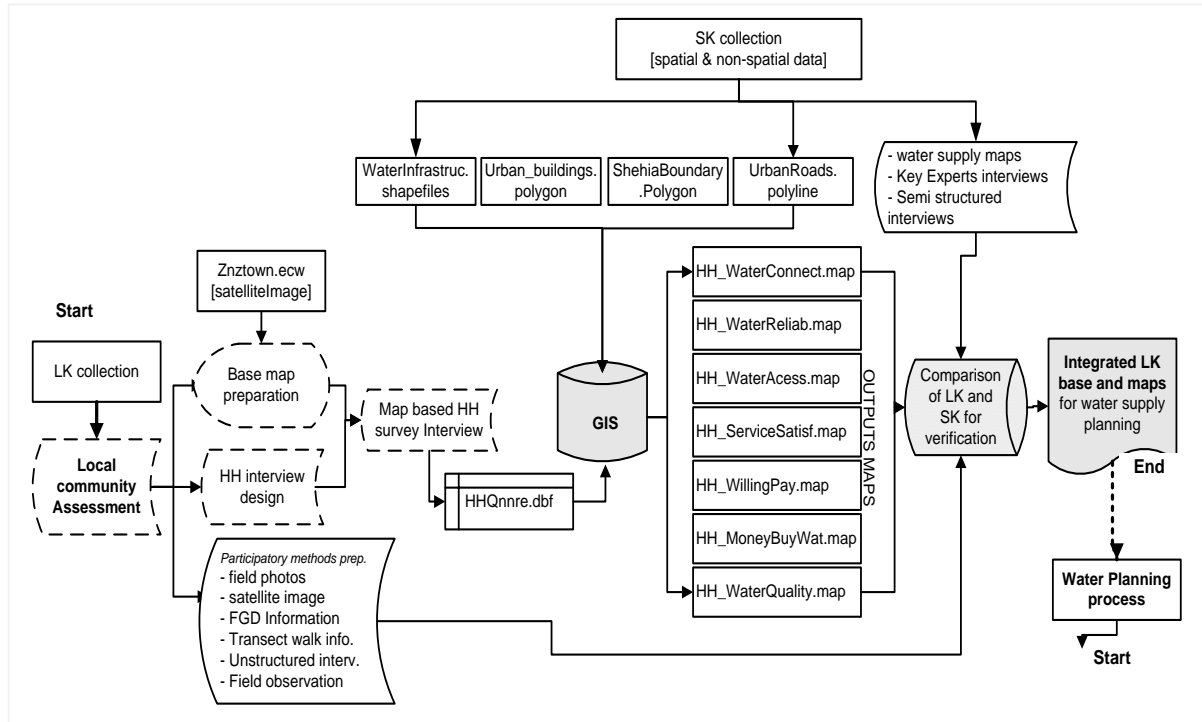 SK collection
[spatial & non-spatial data]
WaterInfrastruc.
shapefiles
Urban_buildings.
polygon
ShehiaBoundary
.Polygon
UrbanRoads.
polyline
- water supply maps
- Key Experts interviews
- Semi structured
interviews
Znztown.ecw
[satelliteImage]
Start
LK collection
Base map
preparation
Local
community
Assessment
HH interview
design
Map based HH
survey Interview
HHQnnre.dbf
GIS
HH_WaterConnect.map
HH_WaterReliab.map
HH_WaterAcess.map
HH_ServiceSatisf.map
HH_WillingPay.map
HH_MoneyBuyWat.map
HH_WaterQuality.map
OUTPUTS MAPS
Comparison
of LK and
SK for
verification
Integrated LK
base and maps
for water supply
planning
End
Water Planning
process
Start
Participatory methods prep.
- field photos
- satellite image
- FGD Information
- Transect walk info.
- Unstructured interv.
- Field observation